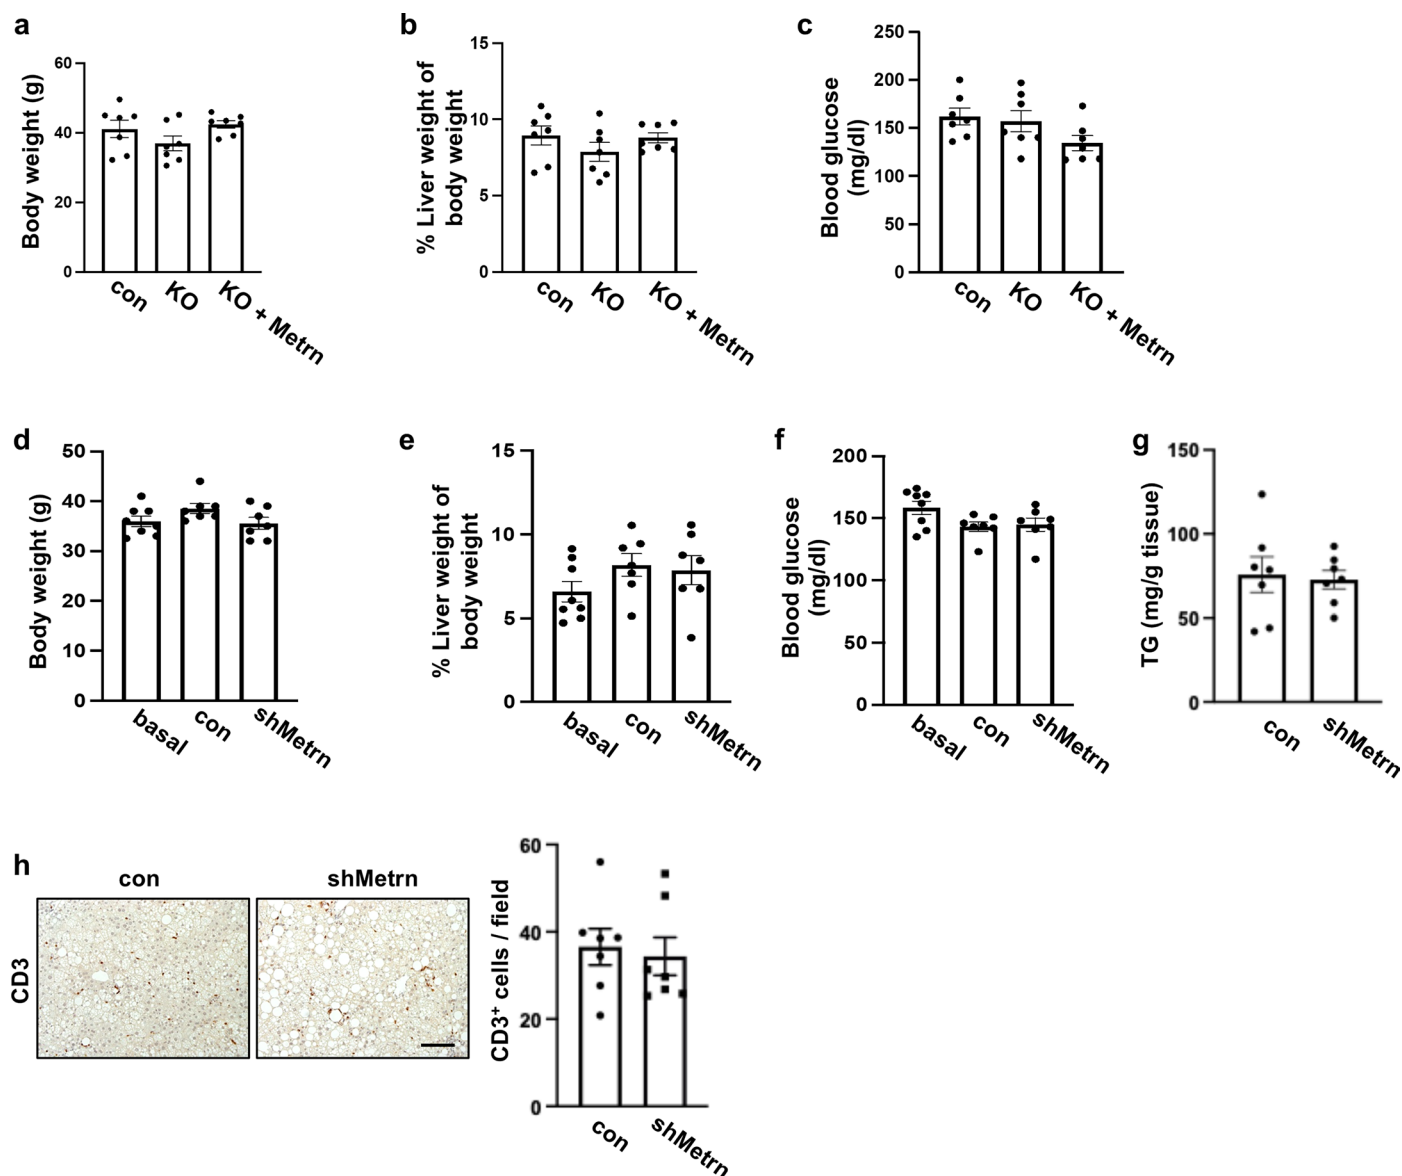 a
Body weight (g)
60
40
20
0
con
KO
KO + Metrn
b
% Liver weight of
body weight
15
10
5
0
con
KO
KO + Metrn
c
Blood glucose
(mg/dl)
250
200
150
100
50
0
con
KO
KO + Metrn
d
Body weight (g)
50
40
30
20
10
0
basal
con
shMetrn
e
% Liver weight of
body weight
15
10
5
0
basal
con
shMetrn
f
Blood glucose
(mg/dl)
200
150
100
50
0
basal
con
shMetrn
g
TG (mg/g tissue)
150
100
50
0
con
shMetrn
h
con
shMetrn
CD3
CD3⁺ cells / field
60
40
20
0
con
shMetrn